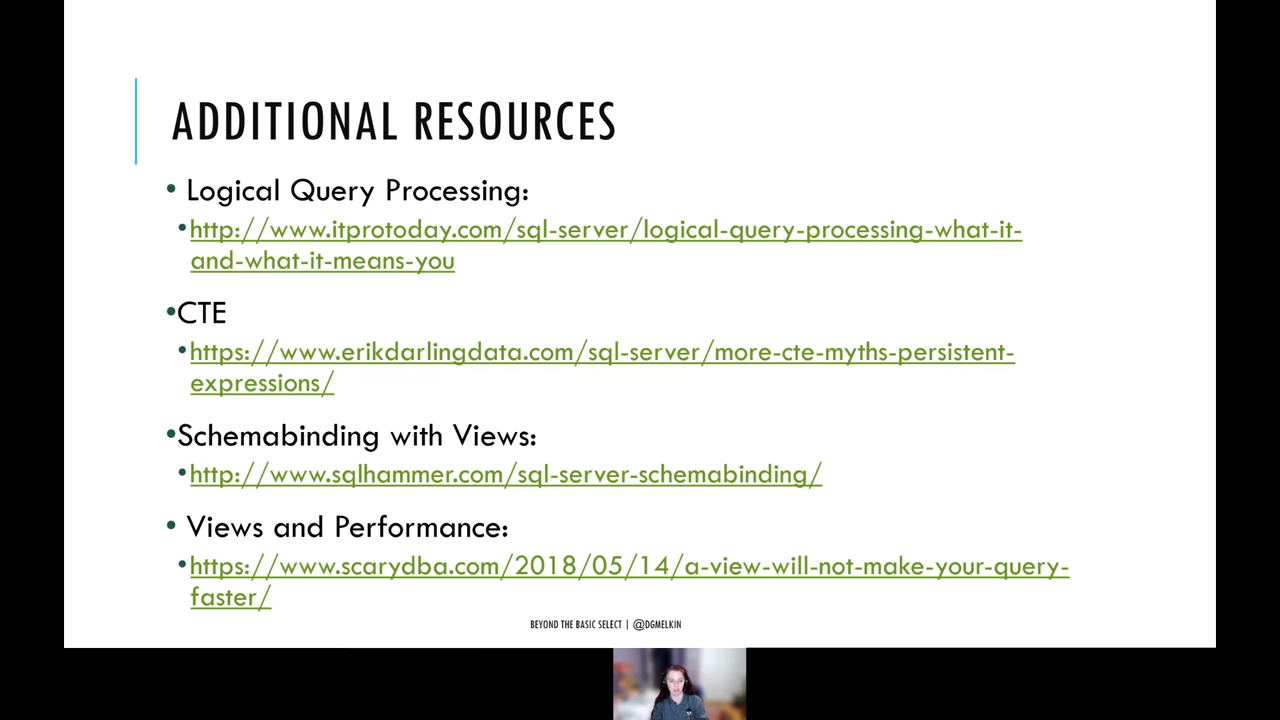 ADDITIONAL RESOURCES
• Logical Query Processing:
• http://www.itprotoday.com/sql-server/logical-query-processing-what-it-
and-what-it-means-you
• CTE
• https://www.erikdarlingdata.com/sql-server/more-cte-myths-persistent-
expressions/
• Schemabinding with Views:
• http://www.sqlhammer.com/sql-server-schemabinding/
• Views and Performance:
• https://www.scarydba.com/2018/05/14/a-view-will-not-make-your-query-
faster/
BEYOND THE BASIC SELECT | @DGMELKIN